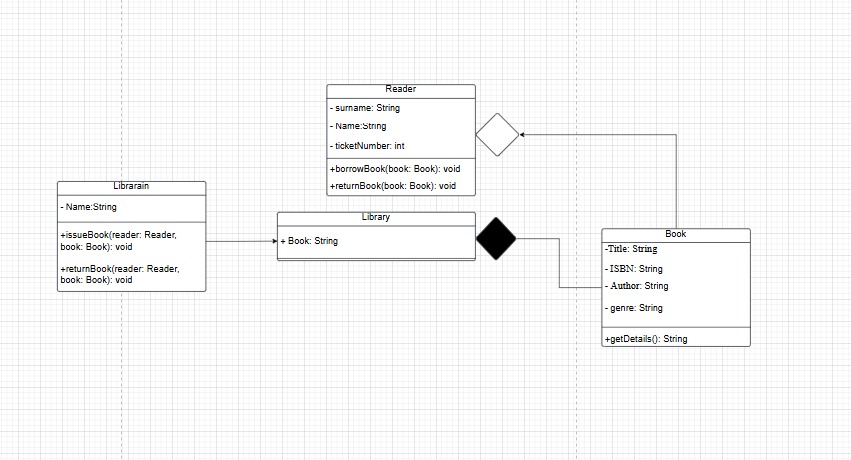 Reader
- surname: String
- Name:String
- ticketNumber: int
+borrowBook(book: Book): void
+returnBook(book: Book): void
Librarain
- Name:String
+issueBook(reader: Reader,
book: Book): void
+returnBook(reader: Reader,
book: Book): void
Library
+ Book: String
Book
-Title: String
- ISBN: String
- Author: String
- genre: String
+getDetails(): String